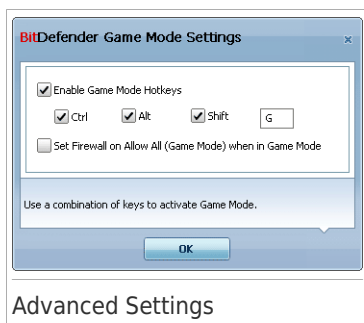 BitDefender Game Mode Settings
Enable Game Mode Hotkeys
Ctrl Alt Shift G
Set Firewall on Allow All (Game Mode) when in Game Mode
Use a combination of keys to activate Game Mode.
OK
Advanced Settings